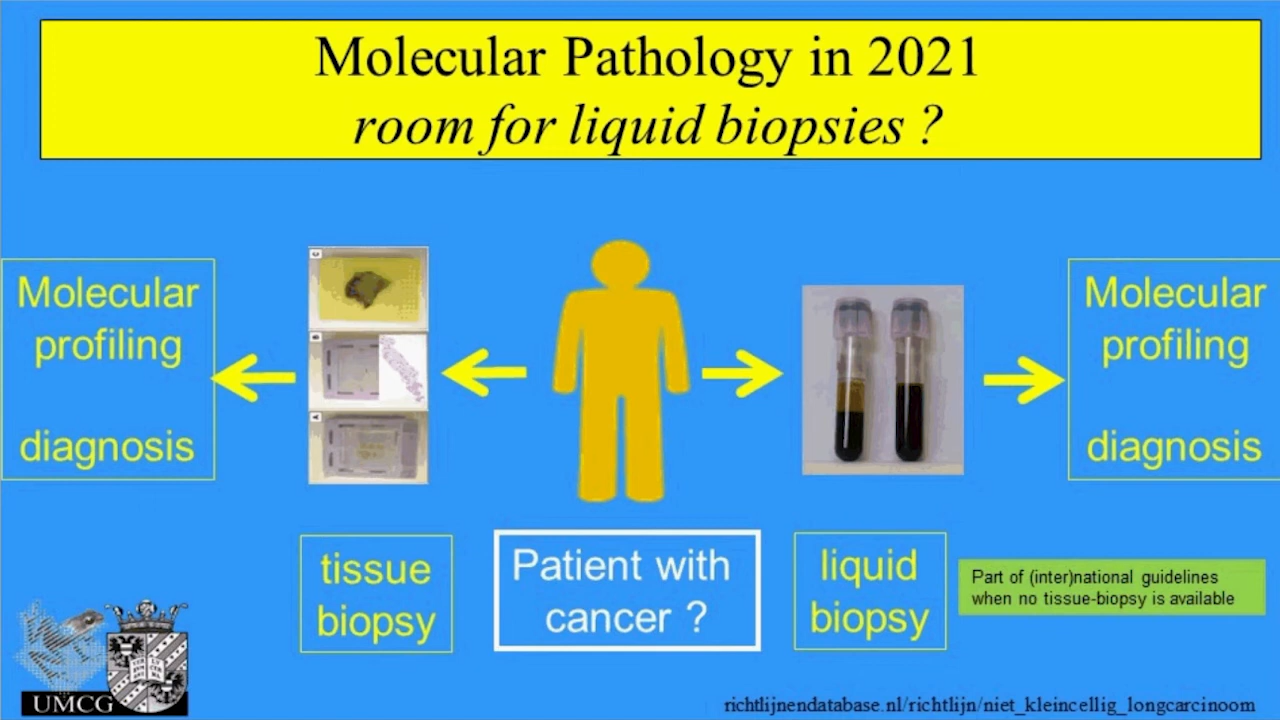 Molecular Pathology in 2021
room for liquid biopsies ?
Molecular
profiling
diagnosis
C
B
A
Molecular
profiling
diagnosis
tissue
biopsy
Patient with
cancer ?
liquid
biopsy
Part of (inter)national guidelines
when no tissue-biopsy is available
UMCG
richtlijnendatabase.nl/richtlijn/niet_kleincellig_longcarcinoom